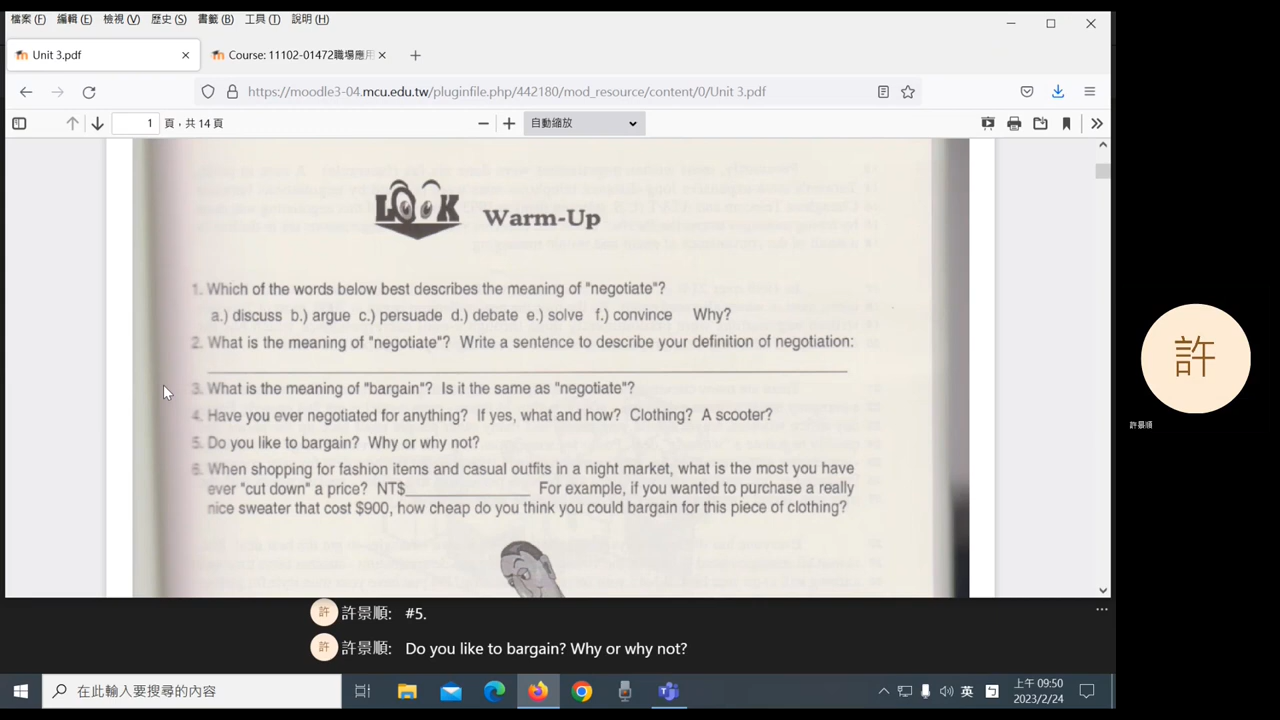 檔案 (F) 編輯 (E) 檢視 (V) 歷史 (S) 書籤 (B) 工具 (T) 說明 (H)
Unit 3.pdf
Course: 11102-01472職場應用
https://moodle3-04.mcu.edu.tw/pluginfile.php/442180/mod_resource/content/0/Unit 3.pdf
1 頁，共 14 頁
自動縮放
LOOK Warm-Up
1. Which of the words below best describes the meaning of "negotiate"?
a.) discuss b.) argue c.) persuade d.) debate e.) solve f.) convince Why?
2. What is the meaning of "negotiate"? Write a sentence to describe your definition of negotiation:
3. What is the meaning of "bargain"? Is it the same as "negotiate"?
4. Have you ever negotiated for anything? If yes, what and how? Clothing? A scooter?
5. Do you like to bargain? Why or why not?
6. When shopping for fashion items and casual outfits in a night market, what is the most you have
ever "cut down" a price? NT$____________ For example, if you wanted to purchase a really
nice sweater that cost $900, how cheap do you think you could bargain for this piece of clothing?
許
許景順
許 許景順: #5.
許 許景順: Do you like to bargain? Why or why not?
在此輸入要搜尋的內容
英
上午 09:50
2023/2/24